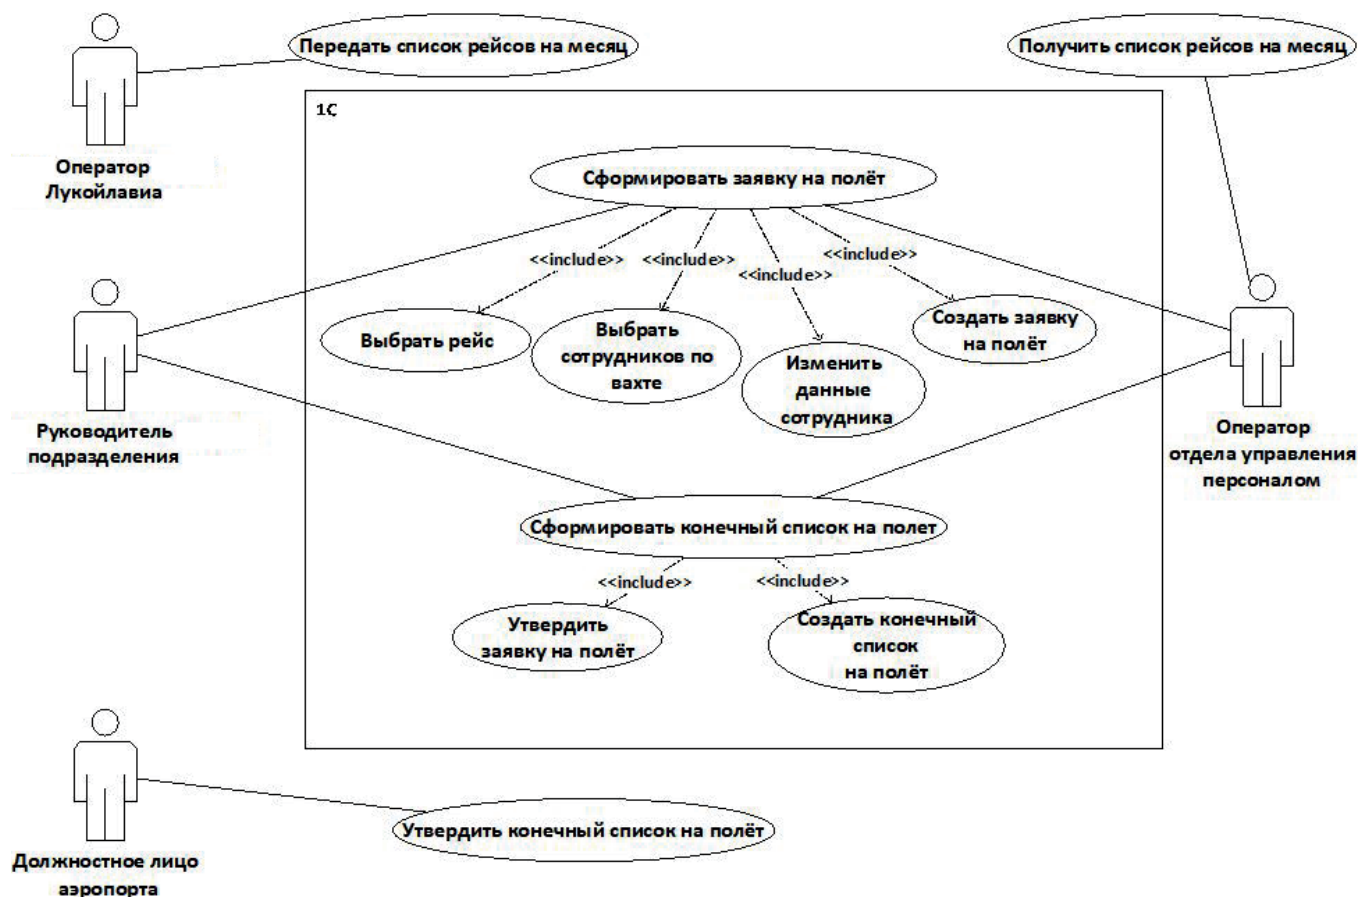 Передать список рейсов на месяц
Получить список рейсов на месяц
1С
Оператор
Лукойлавиа
Сформировать заявку на полёт
<<include>>
<<include>>
<<include>>
<<include>>
Выбрать рейс
Выбрать
сотрудников по
вахте
Изменить
данные
сотрудника
Создать заявку
на полёт
Руководитель
подразделения
Оператор
отдела управления
персоналом
Сформировать конечный список на полет
<<include>>
<<include>>
Утвердить
заявку на полёт
Создать конечный
список
на полёт
Утвердить конечный список на полёт
Должностное лицо
аэропорта